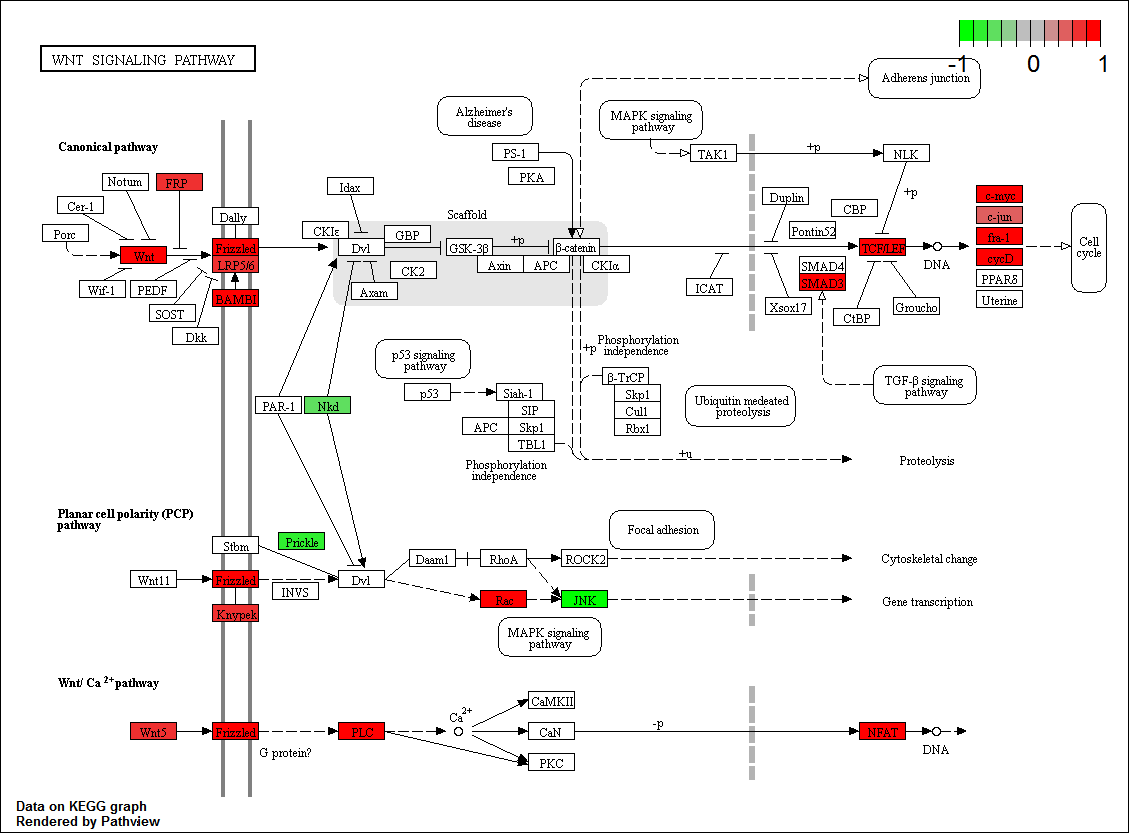 WNT SIGNALING PATHWAY
-1 0 1
Adherens junction
Alzheimer's
disease
MAPK signaling
pathway
Canonical pathway
PS-1
PKA
TAK1
+p
NLK
Notum
FRP
Idax
Duplin
+p
c-myc
Cer-1
Dally
Scaffold
CBP
c-jun
Porc
CKIε
GBP
Pontin52
fra-1
Wnt
Frizzled
Dvl
GSK-3β
+p
β-catenin
TCF/LEF
DNA
Cell
cycle
LRP5/6
CK2
Axin
APC
CKIα
SMAD4
cycD
Wif-1
PEDF
BAMBI
Axam
ICAT
SMAD3
PPARδ
SOST
Xsox17
CtBP
Groucho
Uterine
Dkk
p53 signaling
pathway
+p
Phosphorylation
independence
TGF-β signaling
pathway
p53
Siah-1
β-TrCP
PAR-1
Nkd
SIP
Skp1
Ubiquitin medeated
proteolysis
APC
Skp1
Cul1
TBL1
Rbx1
Phosphorylation
independence
+u
Proteolysis
Planar cell polarity (PCP)
pathway
Stbm
Prickle
Focal adhesion
Daam1
RhoA
ROCK2
Cytoskeletal change
Wnt11
Frizzled
INVS
Dvl
Rac
JNK
Gene transcription
Knypek
MAPK signaling
pathway
Wnt/ Ca 2+ pathway
CaMKII
Wnt5
Frizzled
G protein?
PLC
Ca2+
CaN
-p
NFAT
DNA
PKC
Data on KEGG graph
Rendered by Pathview